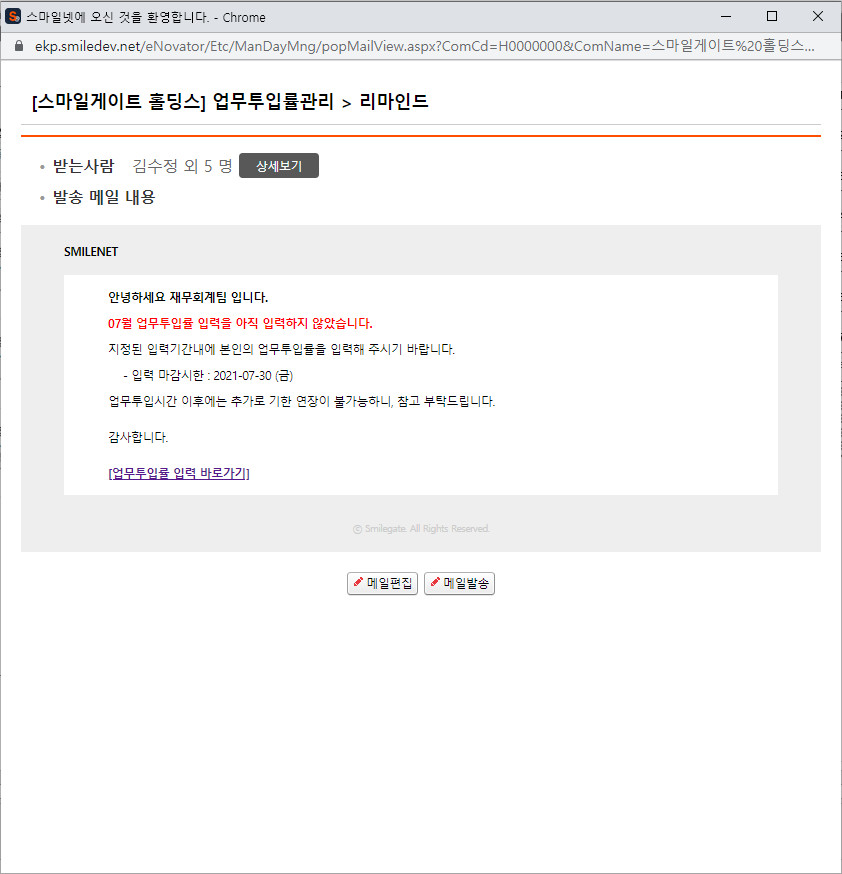 스마일넷에 오신 것을 환영합니다. - Chrome
ekp.smiledev.net/eNovator/Etc/ManDayMng/popMailView.aspx?ComCd=H0000000&ComName=스마일게이트%20홀딩스...
[스마일게이트 홀딩스] 업무투입률관리 > 리마인드
• 받는사람 김수정 외 5 명 상세보기
• 발송 메일 내용
SMILENET
안녕하세요 재무회계팀 입니다.
07월 업무투입률 입력을 아직 입력하지 않았습니다.
지정된 입력기간내에 본인의 업무투입률을 입력해 주시기 바랍니다.
- 입력 마감시한 : 2021-07-30 (금)
업무투입시간 이후에는 추가로 기한 연장이 불가능하니, 참고 부탁드립니다.
감사합니다.
[업무투입률 입력 바로가기]
ⓒ Smilegate. All Rights Reserved.
메일편집 메일발송